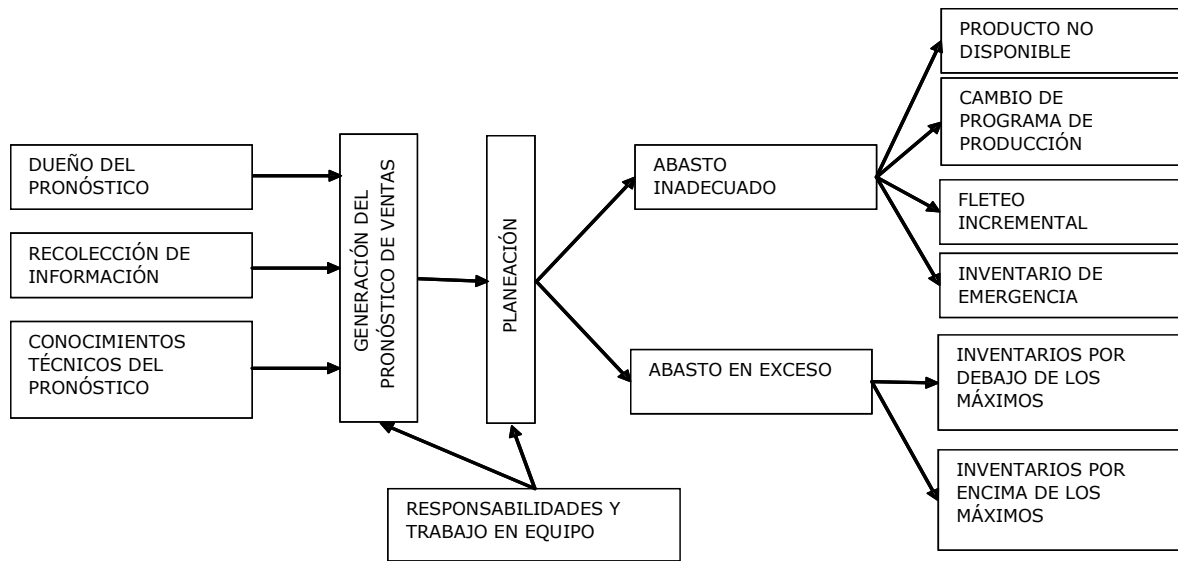 DUEÑO DEL
PRONÓSTICO
RECOLECCIÓN DE
INFORMACIÓN
CONOCIMIENTOS
TÉCNICOS DEL
PRONÓSTICO
GENERACIÓN DEL
PRONÓSTICO DE VENTAS
PLANEACIÓN
RESPONSABILIDADES Y
TRABAJO EN EQUIPO
ABASTO
INADECUADO
ABASTO EN EXCESO
PRODUCTO NO
DISPONIBLE
CAMBIO DE
PROGRAMA DE
PRODUCCIÓN
FLETEO
INCREMENTAL
INVENTARIO DE
EMERGENCIA
INVENTARIOS POR
DEBAJO DE LOS
MÁXIMOS
INVENTARIOS POR
ENCIMA DE LOS
MÁXIMOS